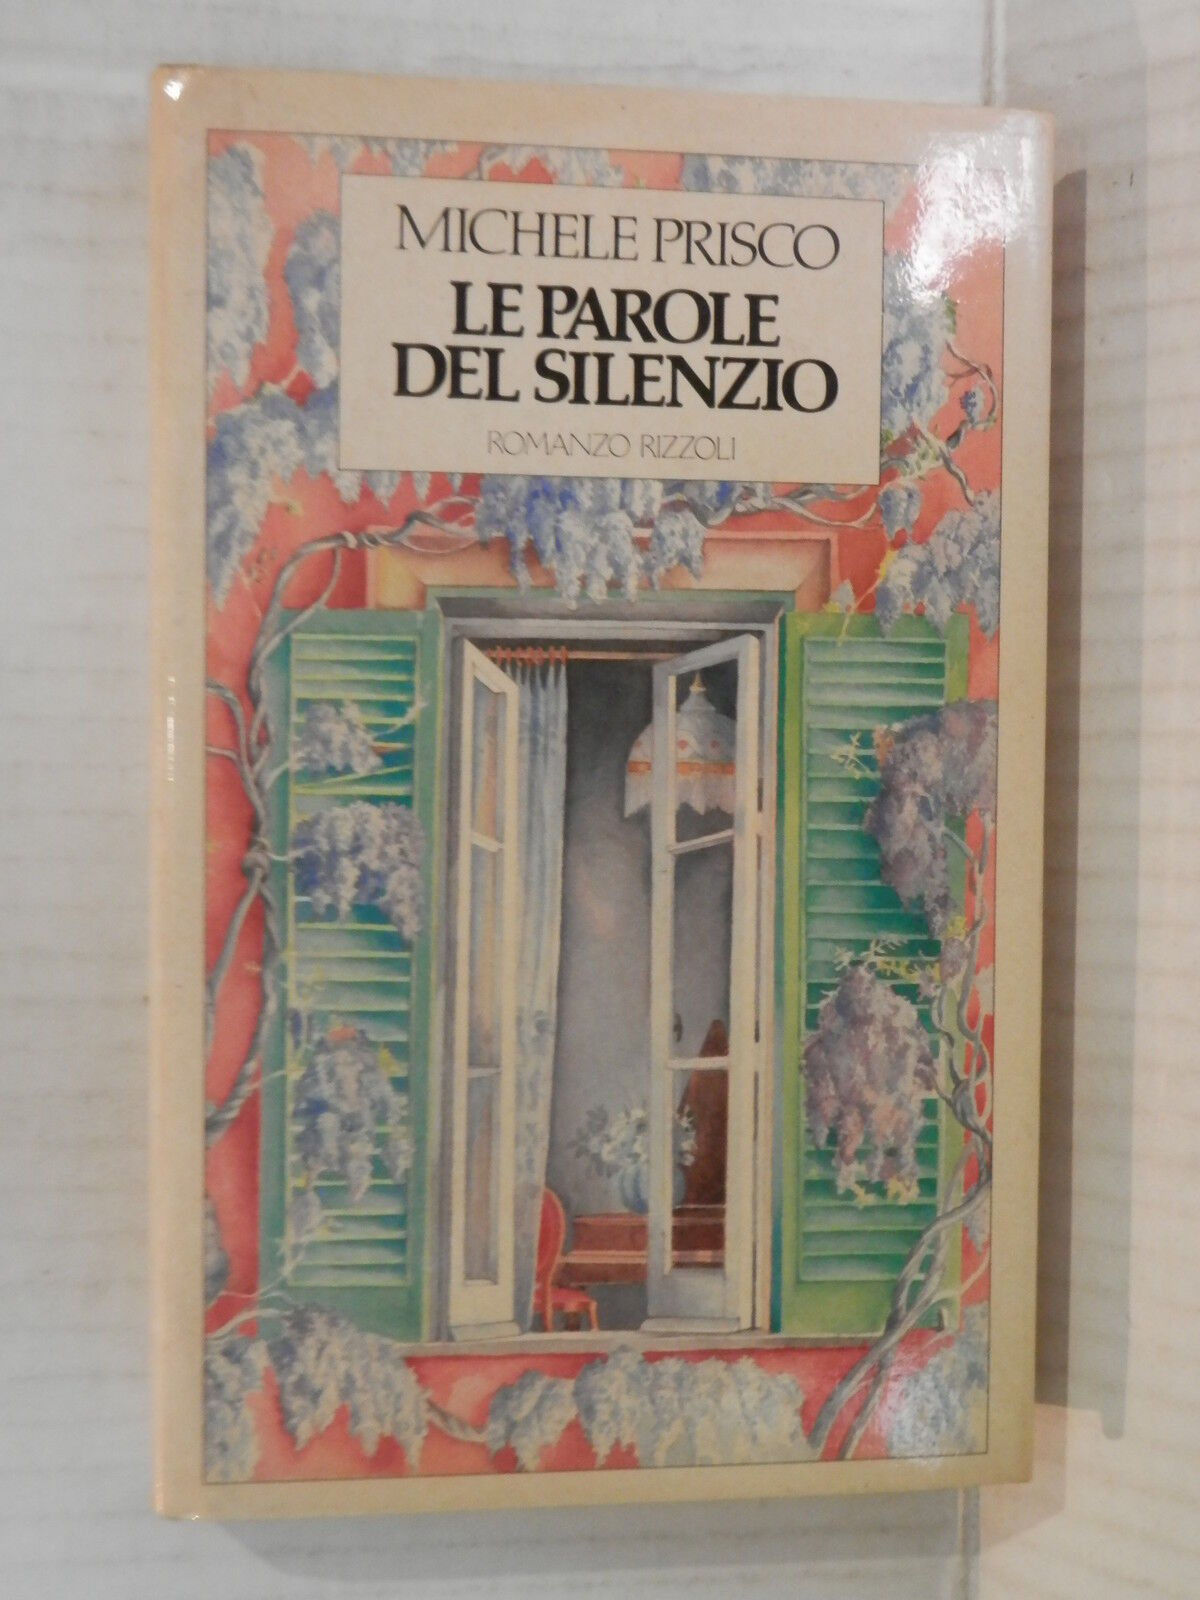 MICHELE PRISCO
LE PAROLE
DEL SILENZIO
ROMANZO RIZZOLI